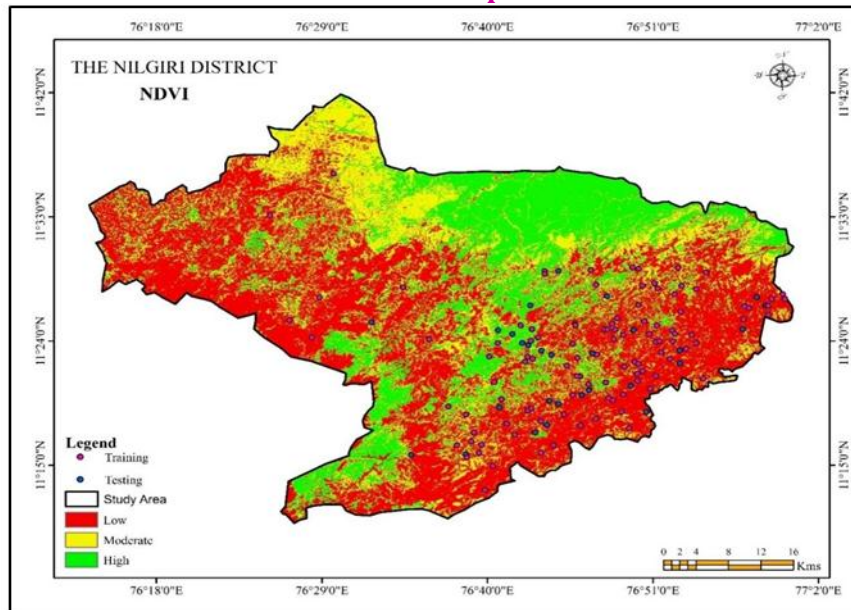 76°18'0"E 76°29'0"E 76°40'0"E 76°51'0"E 77°2'0"E
THE NILGIRI DISTRICT
NDVI
11°42'0"N 11°42'0"N
11°33'0"N 11°33'0"N
11°24'0"N 11°24'0"N
11°15'0"N 11°15'0"N
Legend
Training
Testing
Study Area
Low
Moderate
High
0 2 4 8 12 16
Kms
76°18'0"E 76°29'0"E 76°40'0"E 76°51'0"E 77°2'0"E